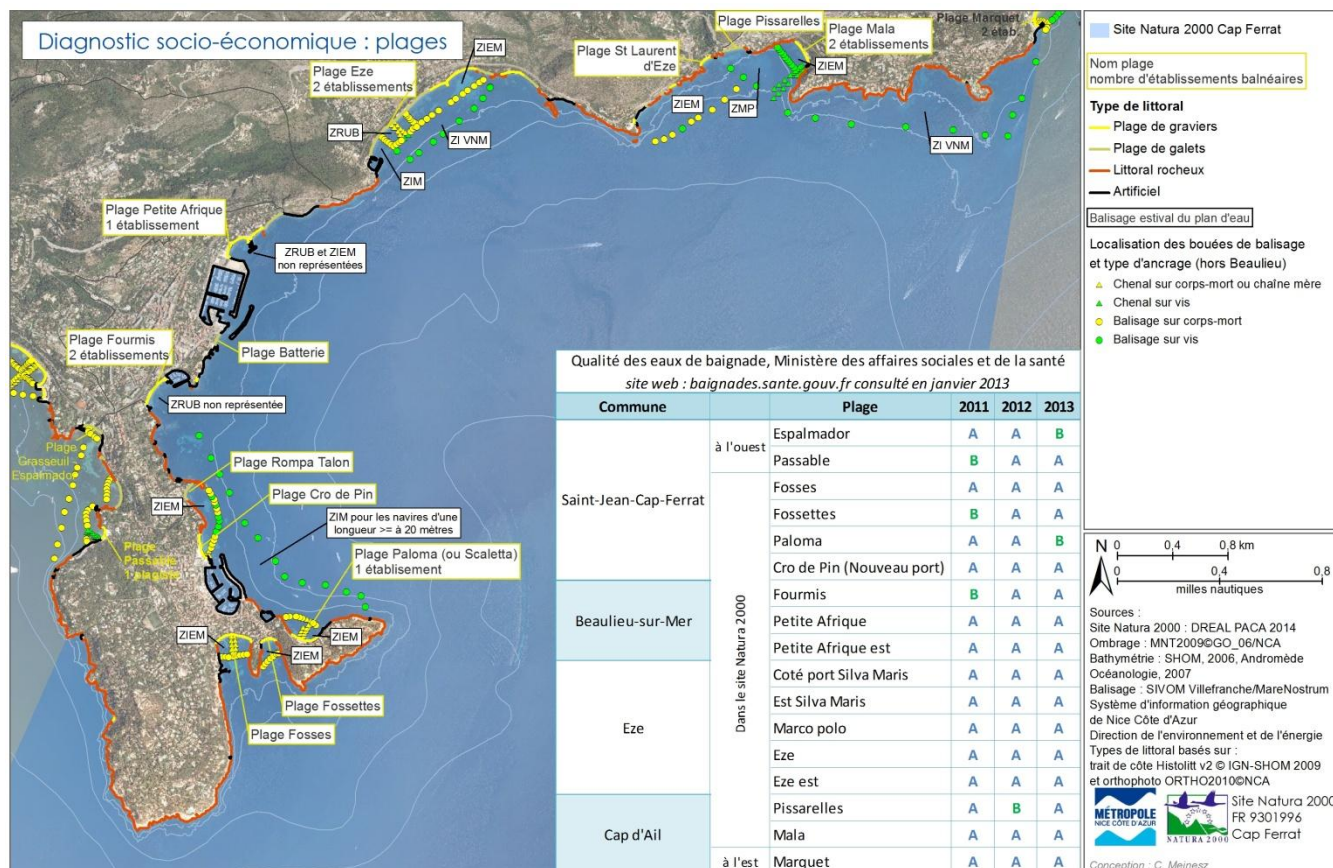 Diagnostic socio-économique : plages
Plage Pissarelles
Plage Marquet
2 étab.
Plage Mala
2 établissements
ZIEM
Plage St Laurent
d'Eze
ZIEM
Plage Eze
2 établissements
ZIEM
ZMP
ZRUB
ZI VNM
ZI VNM
ZIM
Plage Petite Afrique
1 établissement
ZRUB et ZIEM
non représentées
Plage Fourmis
2 établissements
Plage Batterie
ZRUB non représentée
Plage
Grasseuil -
Espalmador
Plage Rompa Talon
Plage Cro de Pin
ZIEM
ZIM pour les navires d'une
longueur >= à 20 mètres
Plage
Passable
1 plagiste
Plage Paloma (ou Scaletta)
1 établisement
ZIEM
ZIEM
ZIEM
Plage Fossettes
Plage Fosses
Qualité des eaux de baignade, Ministère des affaires sociales et de la santé
site web : baignades.sante.gouv.fr consulté en janvier 2013
Commune Plage 2011 2012 2013
Saint-Jean-Cap-Ferrat
à l'ouest
Espalmador A A B
Passable B A A
Dans le site Natura 2000
Fosses A A A
Fossettes B A A
Paloma A A B
Cro de Pin (Nouveau port) A A A
Beaulieu-sur-Mer
Fourmis B A A
Petite Afrique A A A
Petite Afrique est A A A
Eze
Coté port Silva Maris A A A
Est Silva Maris A A A
Marco polo A A A
Eze A A A
Eze est A A A
Cap d'Ail
Pissarelles A B A
Mala A A A
à l'est Marquet A A A
Site Natura 2000 Cap Ferrat
Nom plage
nombre d'établissements balnéaires
Type de littoral
Plage de graviers
Plage de galets
Littoral rocheux
Artificiel
Balisage estival du plan d'eau
Localisation des bouées de balisage
et type d'ancrage (hors Beaulieu)
Chenal sur corps-mort ou chaîne mère
Chenal sur vis
Balisage sur corps-mort
Balisage sur vis
N
0 0,4 0,8 km
0 0,4 0,8
milles nautiques
Sources :
Site Natura 2000 : DREAL PACA 2014
Ombrage : MNT2009©GO_06/NCA
Bathymétrie : SHOM, 2006, Andromède
Océanologie, 2007
Balisage : SIVOM Villefranche/MareNostrum
Système d'information géographique
de Nice Côte d'Azur
Direction de l'environnement et de l'énergie
Types de littoral basés sur :
trait de côte Histolitt v2 © IGN-SHOM 2009
et orthophoto ORTHO2010©NCA
MÉTROPOLE
NICE CÔTE D'AZUR
NATURA 2000
Site Natura 2000
FR 9301996
Cap Ferrat
Conception : C. Meinesz